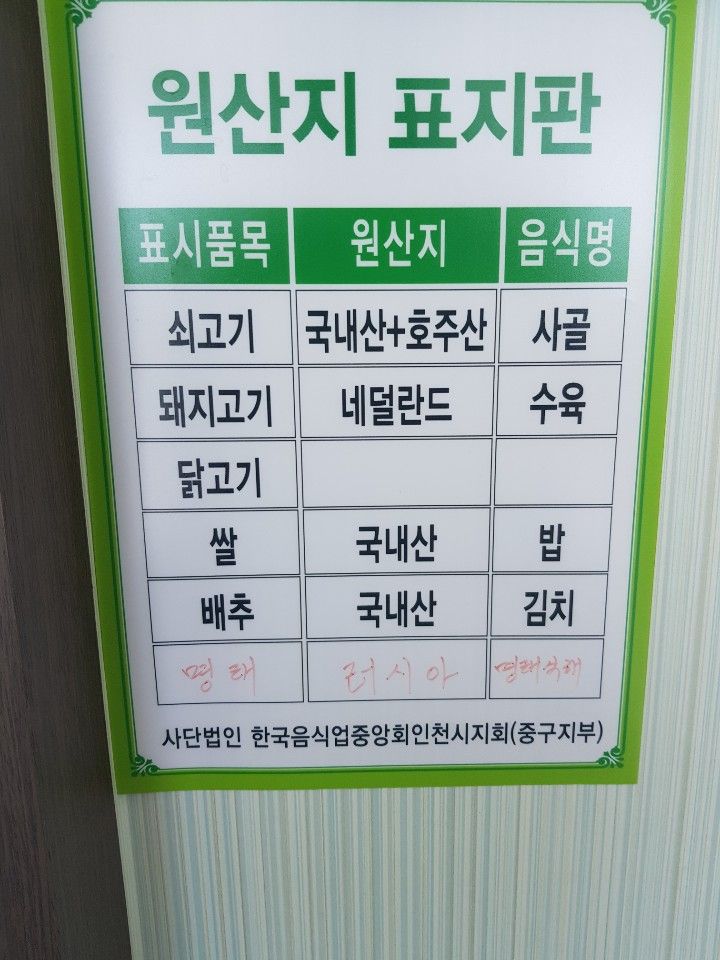 원산지 표지판
표시품목 원산지 음식명
쇠고기 국내산+호주산 사골
돼지고기 네덜란드 수육
닭고기
쌀 국내산 밥
배추 국내산 김치
명태 러시아 명태식해
사단법인 한국음식업중앙회인천시지회(중구지부)